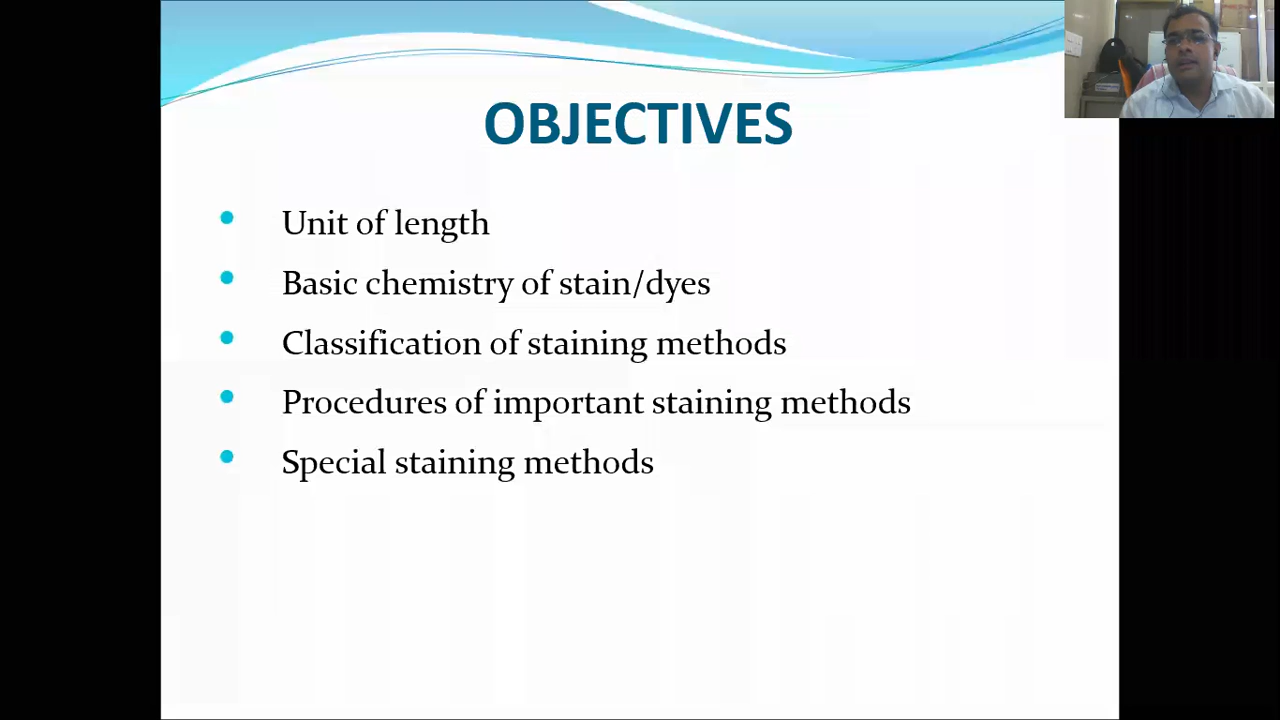 OBJECTIVES
• Unit of length
• Basic chemistry of stain/dyes
• Classification of staining methods
• Procedures of important staining methods
• Special staining methods